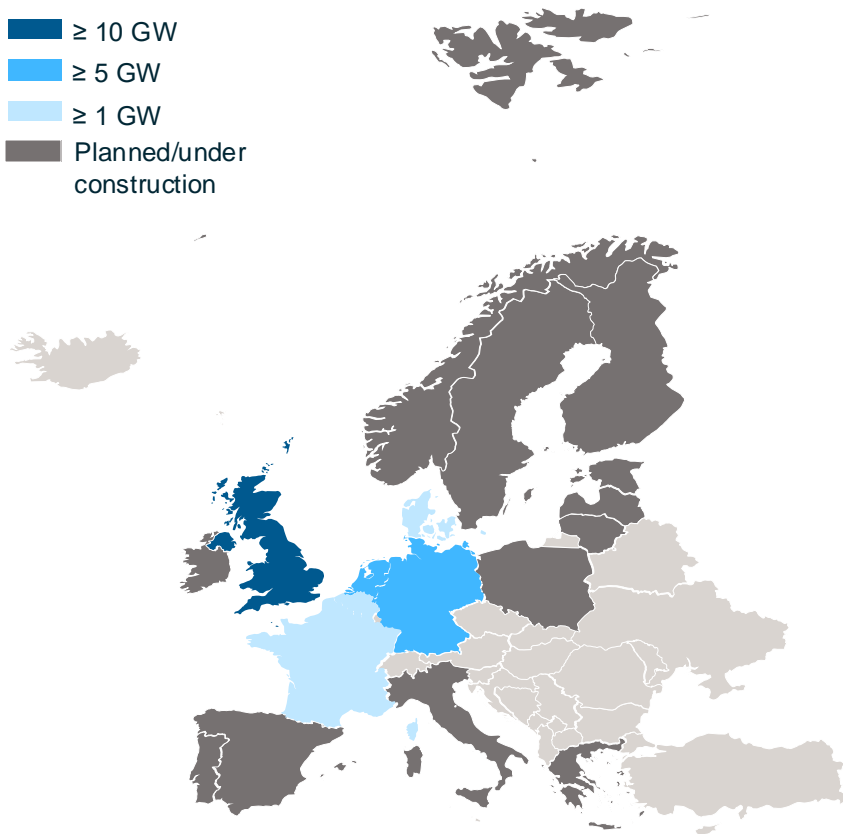 ≥ 10 GW
≥ 5 GW
≥ 1 GW
Planned/under
construction